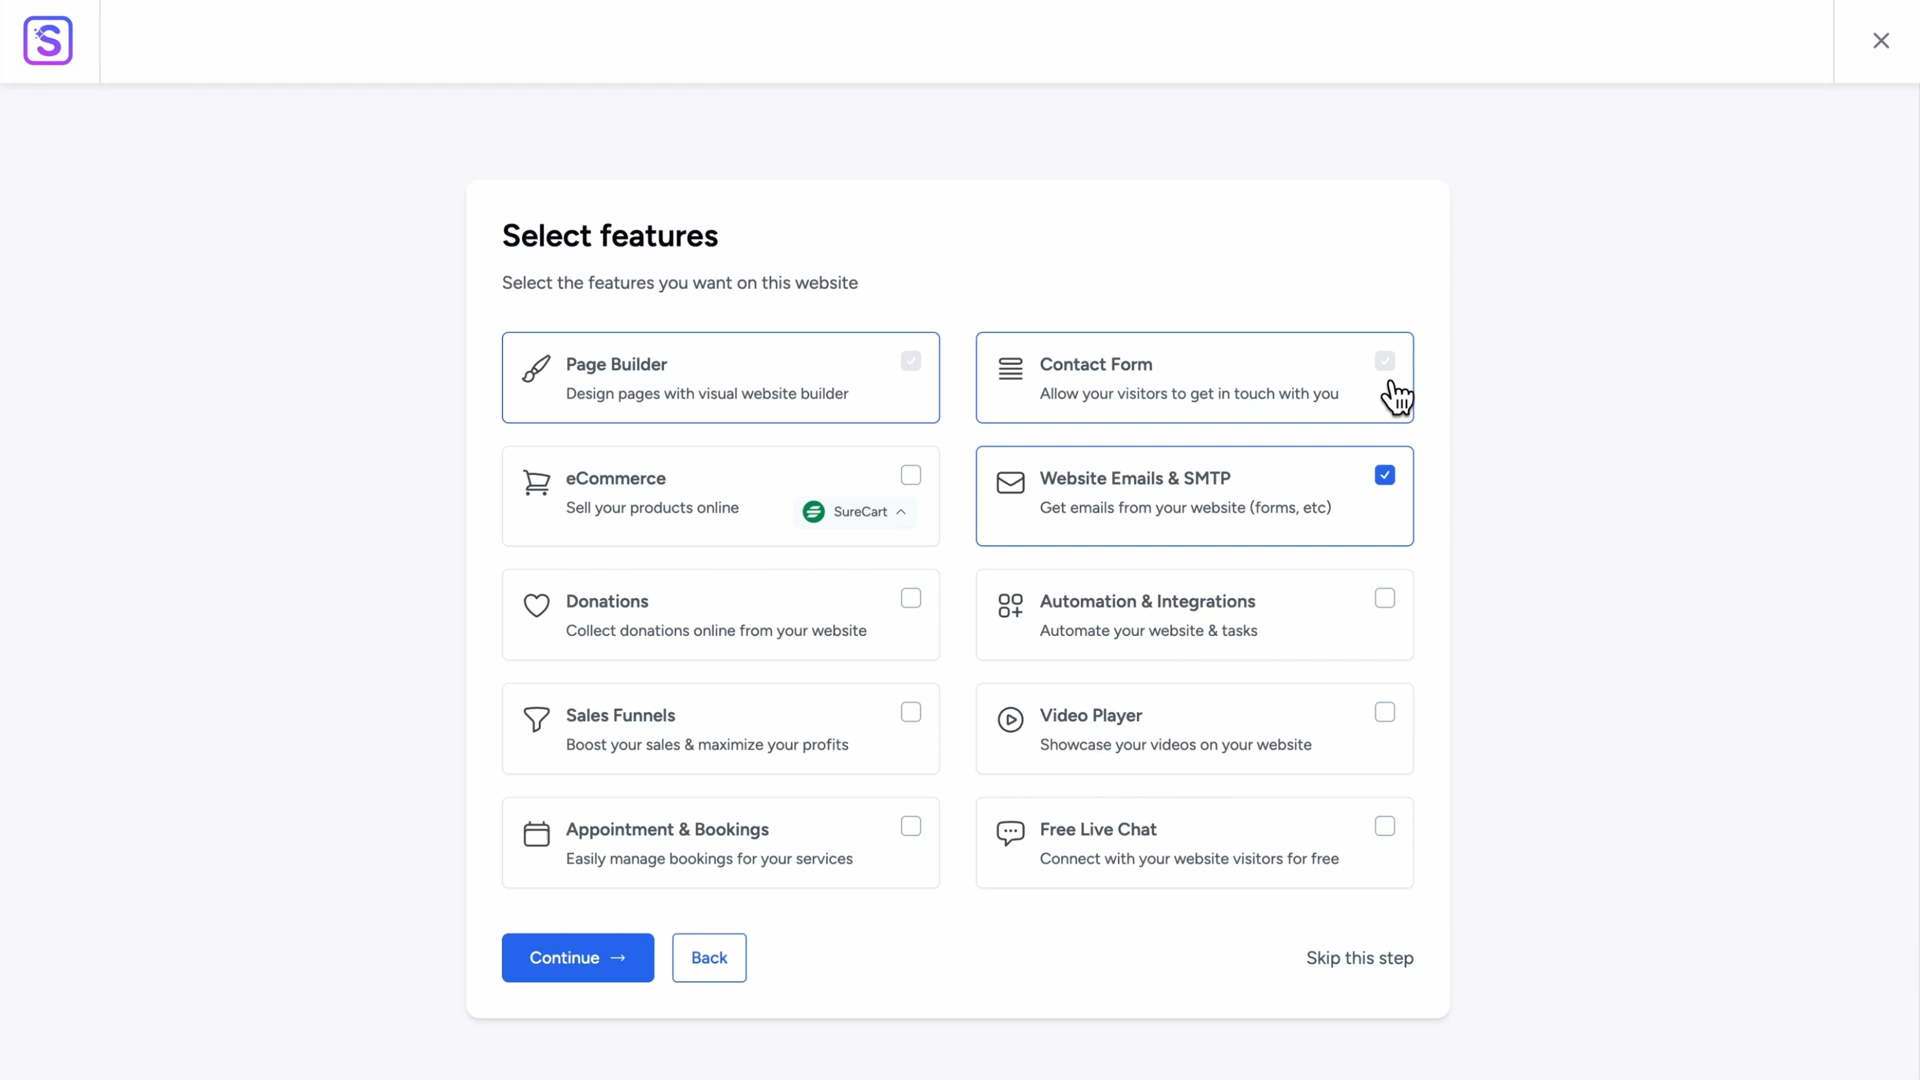 S
Select features
Select the features you want on this website
Page Builder
Design pages with visual website builder
Contact Form
Allow your visitors to get in touch with you
eCommerce
Sell your products online
SureCart
Website Emails & SMTP
Get emails from your website (forms, etc)
Donations
Collect donations online from your website
Automation & Integrations
Automate your website & tasks
Sales Funnels
Boost your sales & maximize your profits
Video Player
Showcase your videos on your website
Appointment & Bookings
Easily manage bookings for your services
Free Live Chat
Connect with your website visitors for free
Continue →
Back
Skip this step